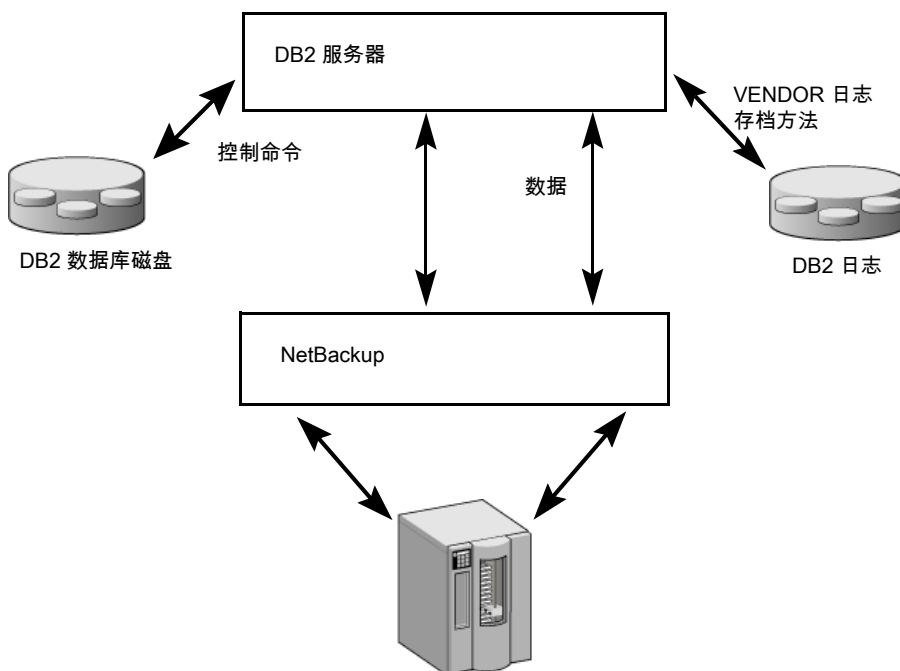 DB2 服务器
VENDOR 日志
存档方法
控制命令
数据
DB2 数据库磁盘
DB2 日志
NetBackup